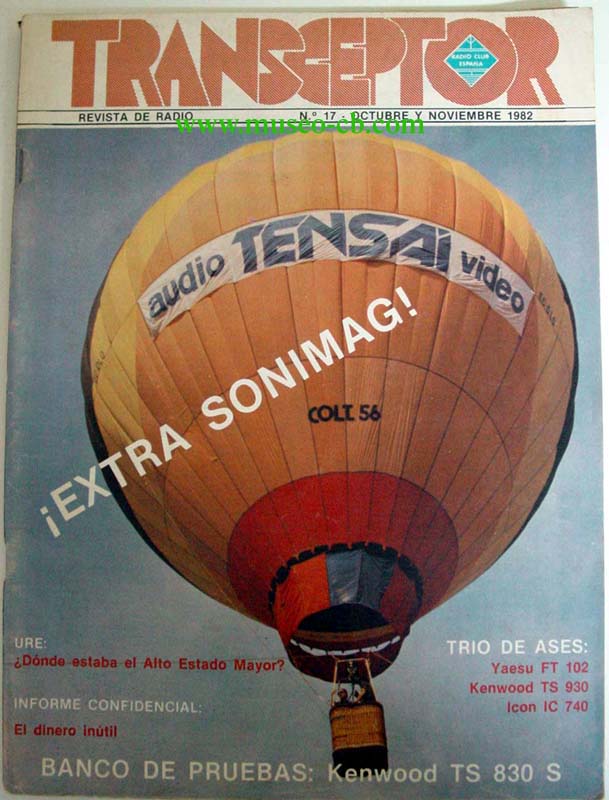 TRANSCEPTOR
RADIO CLUB
ESPAÑA
REVISTA DE RADIO
N.º 17 - OCTUBRE Y NOVIEMBRE 1982
www.museo-cb.com
audio TENSAI video
¡EXTRA SONIMAG!
COLT. 56
URE:
¿Dónde estaba el Alto Estado Mayor?
INFORME CONFIDENCIAL:
El dinero inútil
TRIO DE ASES:
Yaesu FT 102
Kenwood TS 930
Icon IC 740
BANCO DE PRUEBAS: Kenwood TS 830 S